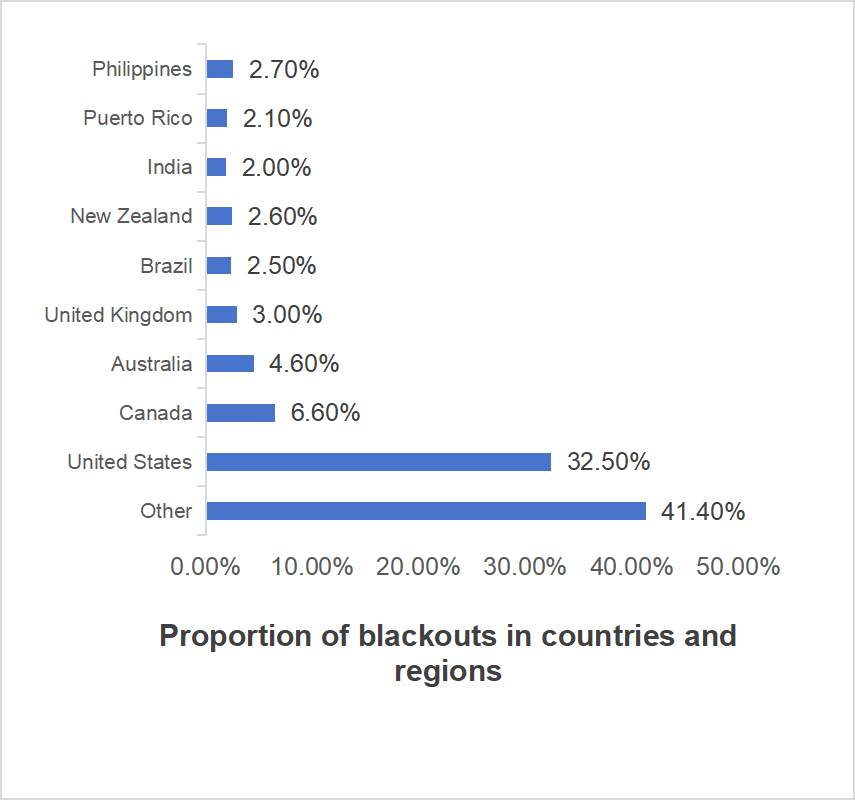 Philippines 2.70%
Puerto Rico 2.10%
India 2.00%
New Zealand 2.60%
Brazil 2.50%
United Kingdom 3.00%
Australia 4.60%
Canada 6.60%
United States 32.50%
Other 41.40%
0.00% 10.00% 20.00% 30.00% 40.00% 50.00%
Proportion of blackouts in countries and
regions